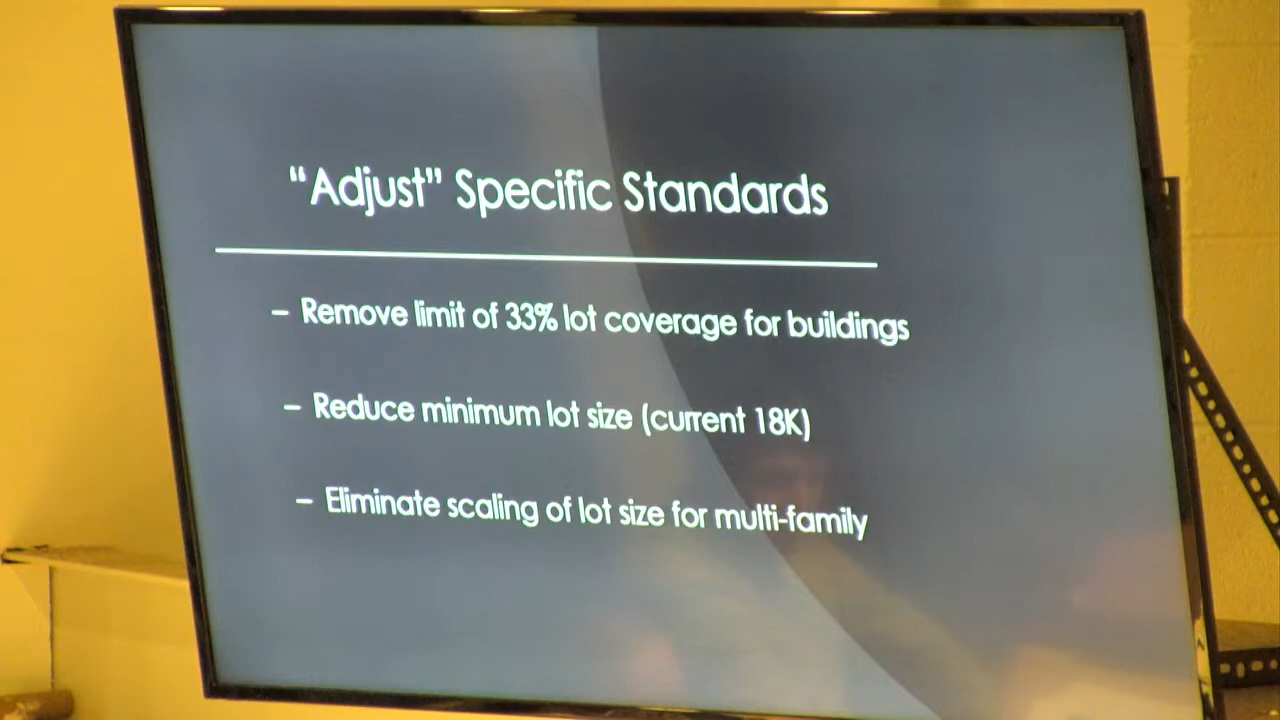 “Adjust” Specific Standards
– Remove limit of 33% lot coverage for buildings
– Reduce minimum lot size (current 18K)
– Eliminate scaling of lot size for multi-family